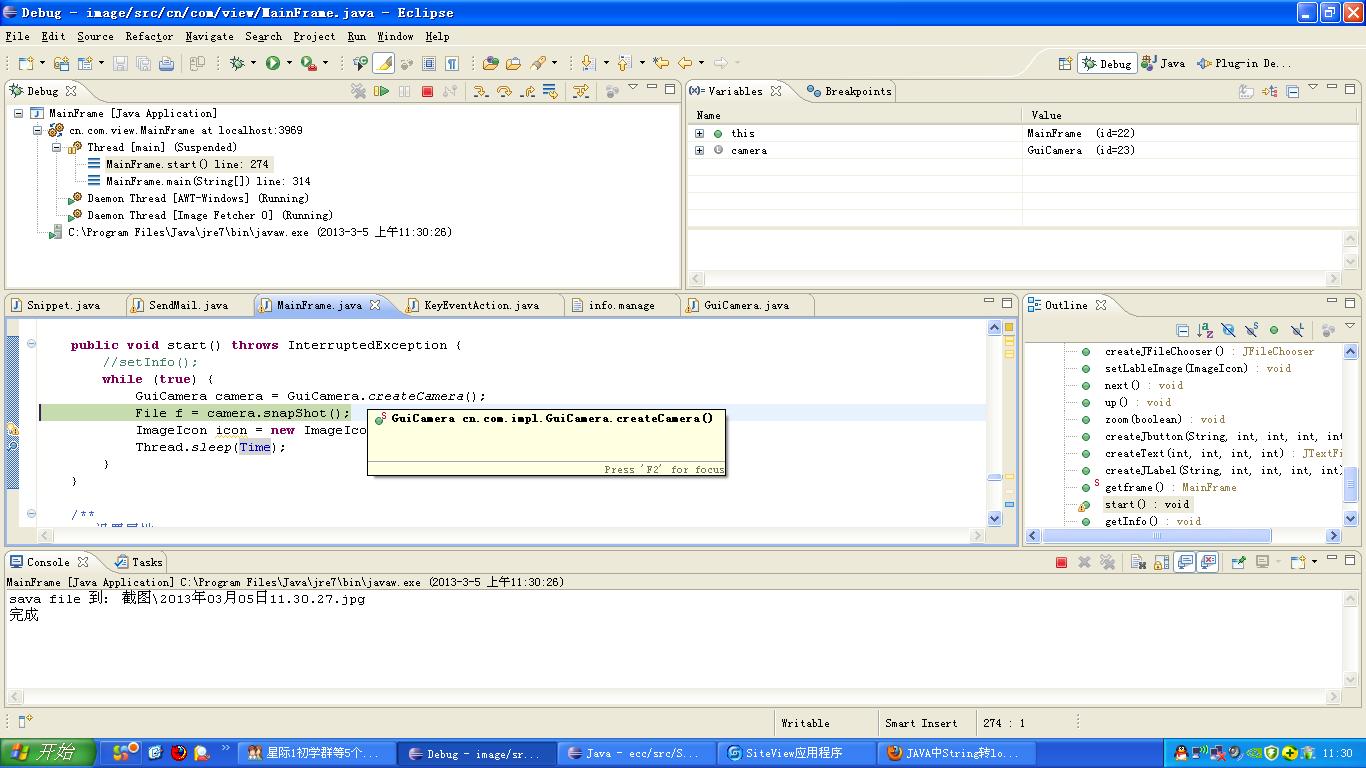 Debug - image/src/cn/com/view/MainFrame.java - Eclipse
File Edit Source Refactor Navigate Search Project Run Window Help
Debug Java Plug-in De...
Debug
MainFrame [Java Application]
cn.com.view.MainFrame at localhost:3969
Thread [main] (Suspended)
MainFrame.start() line: 274
MainFrame.main(String[]) line: 314
Daemon Thread [AWT-Windows] (Running)
Daemon Thread [Image Fetcher 0] (Running)
C:\Program Files\Java\jre7\bin\javaw.exe (2013-3-5 上午11:30:26)
(x)= Variables Breakpoints
Name Value
this MainFrame (id=22)
camera GuiCamera (id=23)
Snippet.java SendMail.java MainFrame.java KeyEventAction.java info.manage GuiCamera.java
public void start() throws InterruptedException {
//setInfo();
while (true) {
GuiCamera camera = GuiCamera.createCamera();
File f = camera.snapShot();
ImageIcon icon = new ImageIco
Thread.sleep(Time);
}
}
/**
GuiCamera cn.com.impl.GuiCamera.createCamera()
Press 'F2' for focus
Outline
createJFileChooser() : JFileChooser
setLableImage(ImageIcon) : void
next() : void
up() : void
zoom(boolean) : void
createJbutton(String, int, int, int, int
createText(int, int, int, int) : JTextFi
createJLabel(String, int, int, int, int)
getframe() : MainFrame
start() : void
getInfo() : void
Console Tasks
MainFrame [Java Application] C:\Program Files\Java\jre7\bin\javaw.exe (2013-3-5 上午11:30:26)
sava file 到: 截图\2013年03月05日11.30.27.jpg
完成
Writable Smart Insert 274 : 1
开始 星际1初学群等5个... Debug - image/sr... Java - ecc/src/S... SiteView应用程序 JAVA中String转lo... 11:30